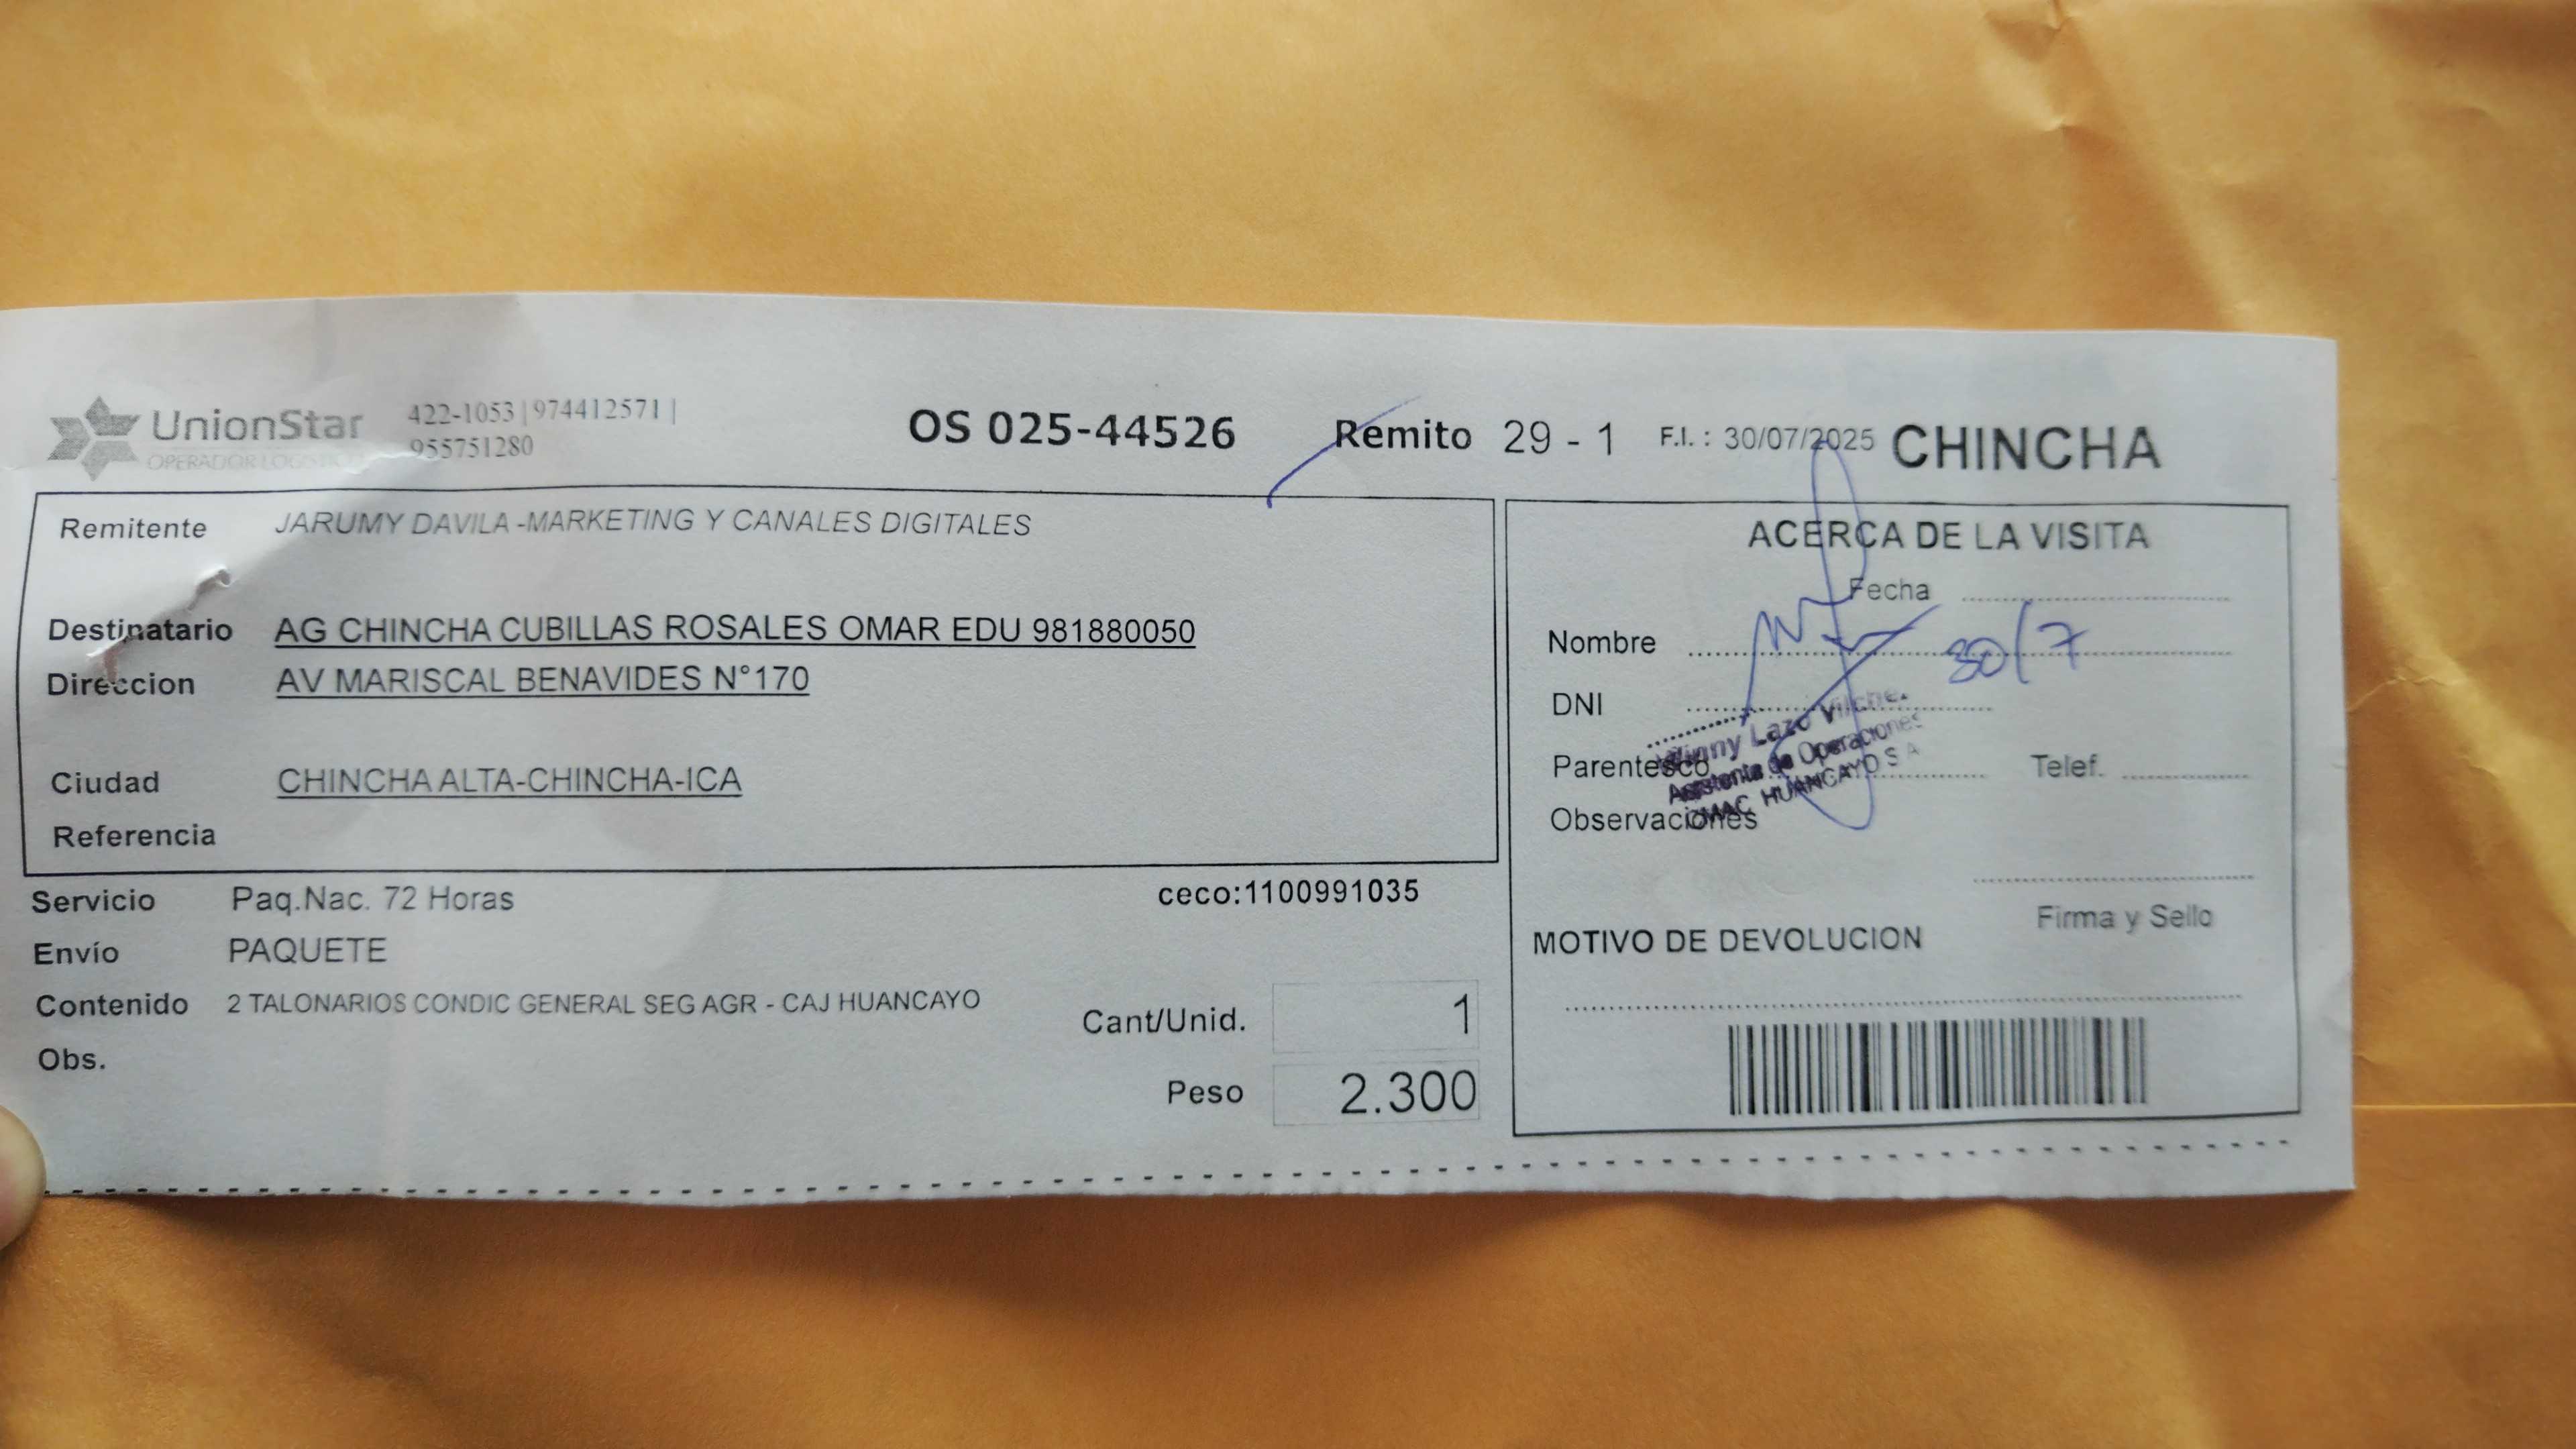 UnionStar
OPERADOR LOGISTICO
422-1053 | 974412571 |
955751280
OS 025-44526
Remito 29 - 1
F.I. : 30/07/2025
CHINCHA
Remitente JARUMY DAVILA -MARKETING Y CANALES DIGITALES
Destinatario AG CHINCHA CUBILLAS ROSALES OMAR EDU 981880050
Direccion AV MARISCAL BENAVIDES N°170
Ciudad CHINCHA ALTA-CHINCHA-ICA
Referencia
Servicio Paq.Nac. 72 Horas
ceco:1100991035
Envío PAQUETE
Contenido 2 TALONARIOS CONDIC GENERAL SEG AGR - CAJ HUANCAYO
Cant/Unid. 1
Obs.
Peso 2.300
ACERCA DE LA VISITA
Fecha
Nombre
30/7
DNI
Lazo
Parentesco
de Operaciones
Telef.
CMAC HUANCAYO S A
Observaciones
Firma y Sello
MOTIVO DE DEVOLUCION